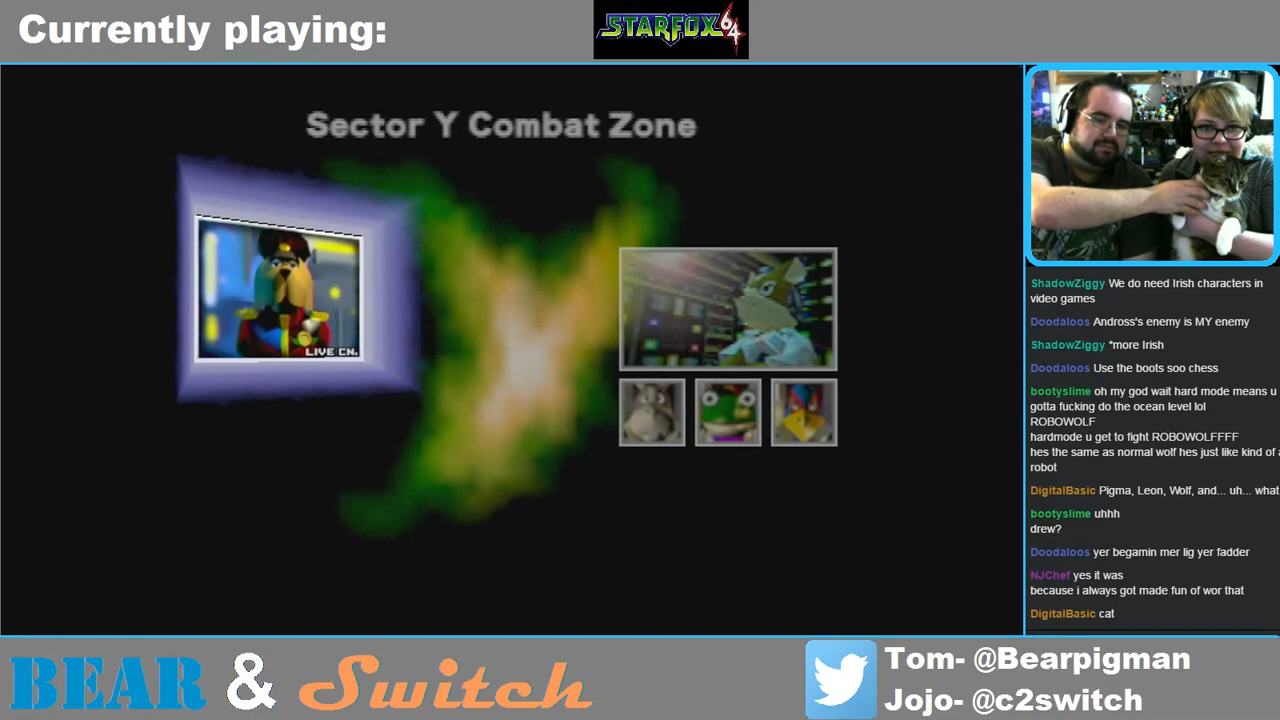 Currently playing:
STARFOX 64
Sector Y Combat Zone
LIVE CN.
ShadowZiggy We do need Irish characters in
video games
Doodaloos Andross's enemy is MY enemy
ShadowZiggy *more Irish
Doodaloos Use the boots soo chess
bootyslime oh my god wait hard mode means u
gotta fucking do the ocean level lol
ROBOWOLF
hardmode u get to fight ROBOWOLFFFF
hes the same as normal wolf hes just like kind of a
robot
DigitalBasic Pigma, Leon, Wolf, and... uh... what
bootyslime uhhh
drew?
Doodaloos yer begamin mer lig yer fadder
NJChef yes it was
because i always got made fun of wor that
DigitalBasic cat
BEAR & Switch
Tom- @Bearpigman
Jojo- @c2switch